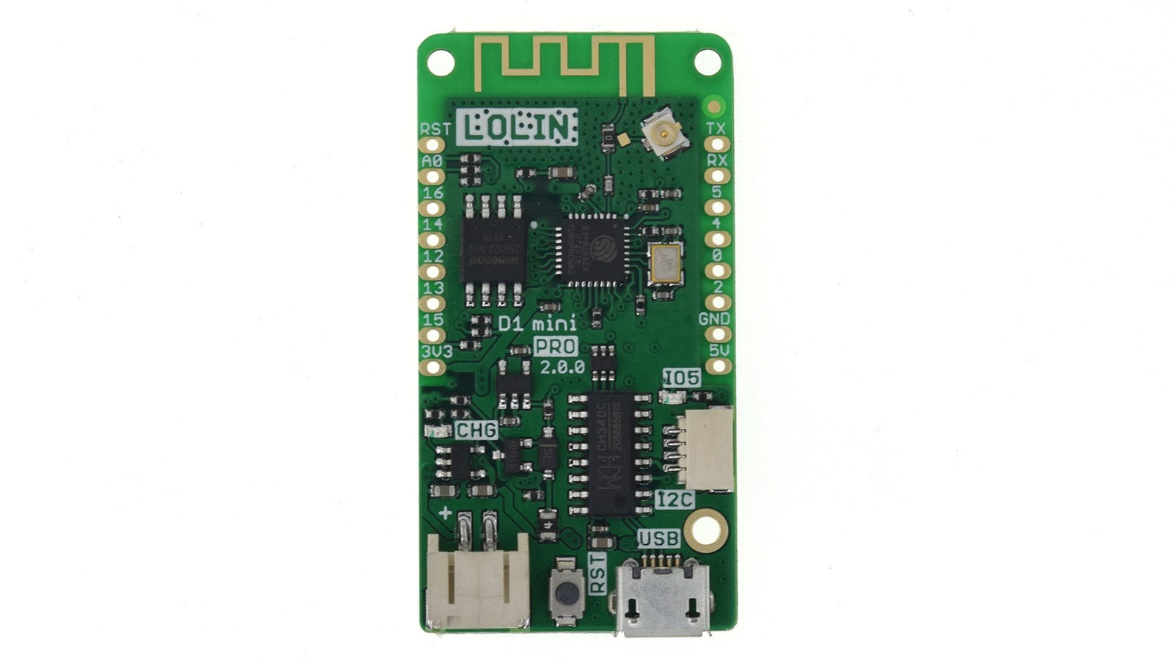 LOLIN
RST
TX
A0
RX
16
5
14
4
12
0
13
2
15
GND
3V3
5V
D1 mini
PRO
2.0.0
IO5
CHG
CH340C
I2C
+
USB
RST